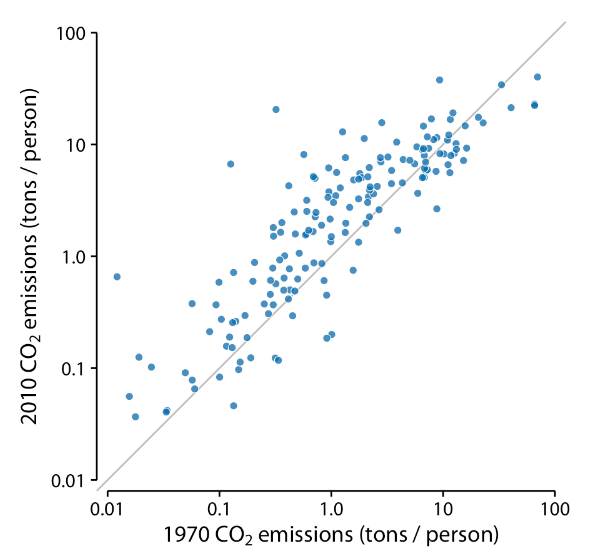 100
10
1.0
0.1
0.01
2010 CO₂ emissions (tons / person)
0.01 0.1 1.0 10 100
1970 CO₂ emissions (tons / person)